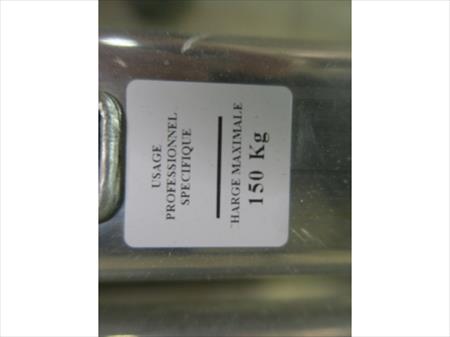 USAGE
PROFESSIONNEL
SPECIFIQUE
HARGE MAXIMALE
150 Kg